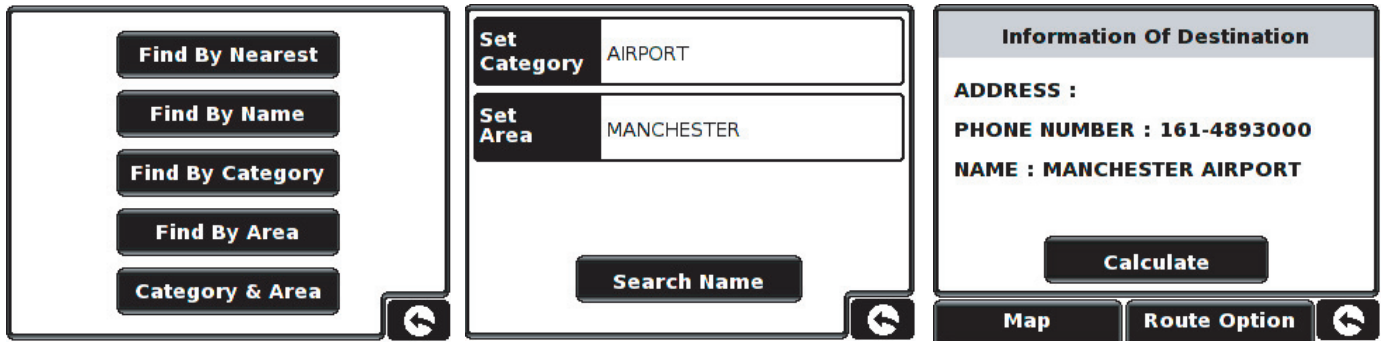 Find By Nearest
Find By Name
Find By Category
Find By Area
Category & Area
Set
Category
AIRPORT
Set
Area
MANCHESTER
Search Name
Information Of Destination
ADDRESS :
PHONE NUMBER : 161-4893000
NAME : MANCHESTER AIRPORT
Calculate
Map
Route Option